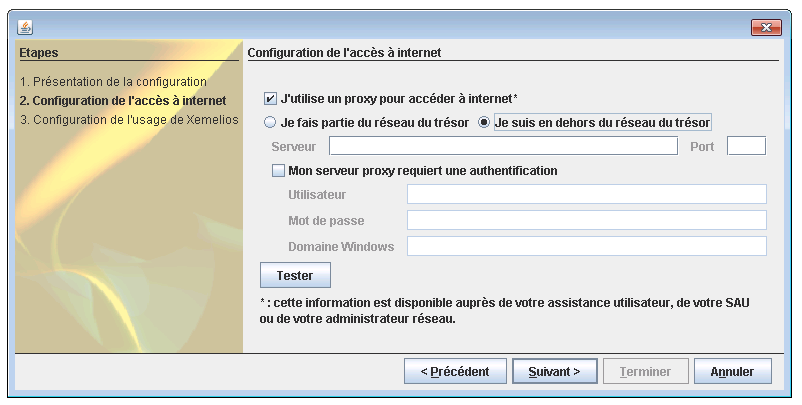 Etapes
1. Présentation de la configuration
2. Configuration de l'accès à internet
3. Configuration de l'usage de Xemelios
Configuration de l'accès à internet
J'utilise un proxy pour accéder à internet*
Je fais partie du réseau du trésor Je suis en dehors du réseau du trésor
Serveur Port
Mon serveur proxy requiert une authentification
Utilisateur
Mot de passe
Domaine Windows
Tester
* : cette information est disponible auprès de votre assistance utilisateur, de votre SAU
ou de votre administrateur réseau.
< Précédent Suivant > Terminer Annuler